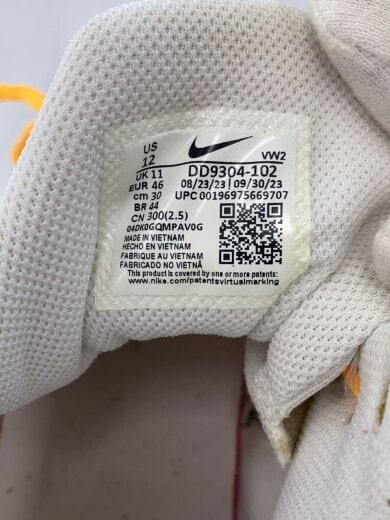 US
12
UK 11
EUR 46
cm 30
BR 44
CN 300(2.5)
04DK0GQMPAV0G
VW2
DD9304-102
08/23/23 | 09/30/23
UPC 00196975669707
MADE IN VIETNAM
HECHO EN VIETNAM
FABRIQUE AU VIETNAM
FABRICADO NO VIETNÃ
This product is covered by one or more patents:
www.nike.com/patentsvirtualmarking